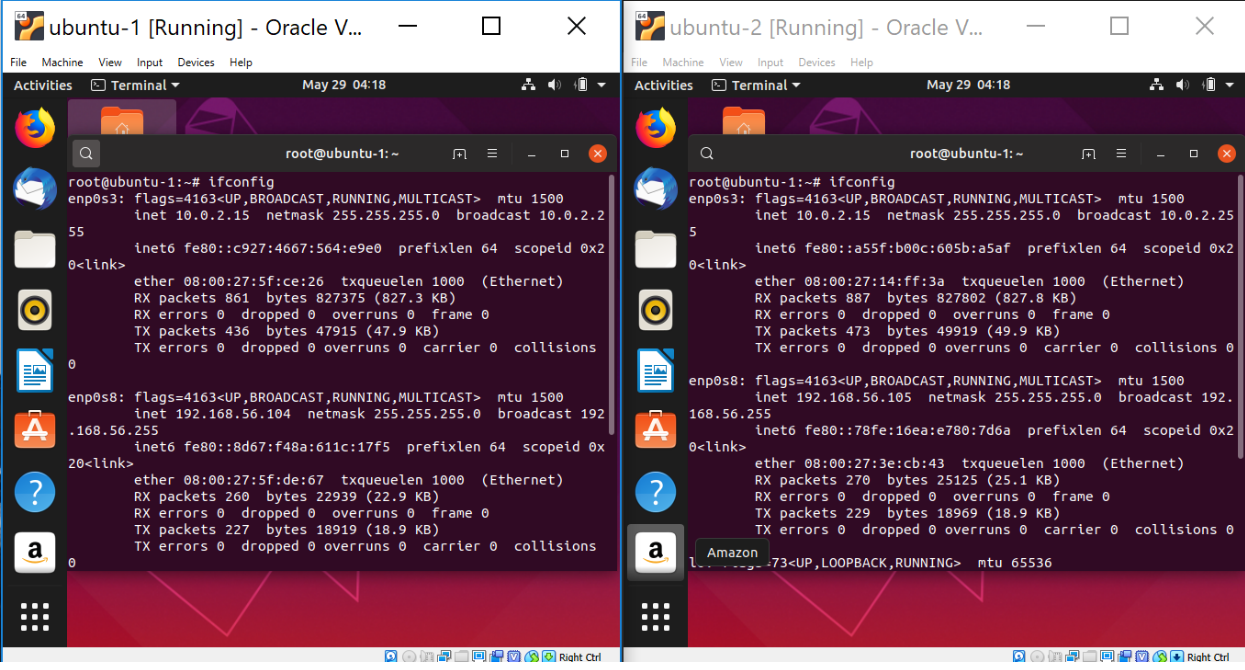 ubuntu-1 [Running] - Oracle V...
File Machine View Input Devices Help
Activities Terminal May 29 04:18
root@ubuntu-1: ~
root@ubuntu-1:~# ifconfig
enp0s3: flags=4163<UP,BROADCAST,RUNNING,MULTICAST>  mtu 1500
        inet 10.0.2.15  netmask 255.255.255.0  broadcast 10.0.2.2
55
        inet6 fe80::c927:4667:564:e9e0  prefixlen 64  scopeid 0x2
0<link>
        ether 08:00:27:5f:ce:26  txqueuelen 1000  (Ethernet)
        RX packets 861  bytes 827375 (827.3 KB)
        RX errors 0  dropped 0  overruns 0  frame 0
        TX packets 436  bytes 47915 (47.9 KB)
        TX errors 0  dropped 0 overruns 0  carrier 0  collisions
0
enp0s8: flags=4163<UP,BROADCAST,RUNNING,MULTICAST>  mtu 1500
        inet 192.168.56.104  netmask 255.255.255.0  broadcast 192
.168.56.255
        inet6 fe80::8d67:f48a:611c:17f5  prefixlen 64  scopeid 0x
20<link>
        ether 08:00:27:5f:de:67  txqueuelen 1000  (Ethernet)
        RX packets 260  bytes 22939 (22.9 KB)
        RX errors 0  dropped 0  overruns 0  frame 0
        TX packets 227  bytes 18919 (18.9 KB)
        TX errors 0  dropped 0 overruns 0  carrier 0  collisions
0
Right Ctrl
ubuntu-2 [Running] - Oracle V...
File Machine View Input Devices Help
Activities Terminal May 29 04:18
root@ubuntu-1: ~
root@ubuntu-1:~# ifconfig
enp0s3: flags=4163<UP,BROADCAST,RUNNING,MULTICAST>  mtu 1500
        inet 10.0.2.15  netmask 255.255.255.0  broadcast 10.0.2.25
5
        inet6 fe80::a55f:b00c:605b:a5af  prefixlen 64  scopeid 0x2
0<link>
        ether 08:00:27:14:ff:3a  txqueuelen 1000  (Ethernet)
        RX packets 887  bytes 827802 (827.8 KB)
        RX errors 0  dropped 0  overruns 0  frame 0
        TX packets 473  bytes 49919 (49.9 KB)
        TX errors 0  dropped 0 overruns 0  carrier 0  collisions 0
enp0s8: flags=4163<UP,BROADCAST,RUNNING,MULTICAST>  mtu 1500
        inet 192.168.56.105  netmask 255.255.255.0  broadcast 192.
168.56.255
        inet6 fe80::78fe:16ea:e780:7d6a  prefixlen 64  scopeid 0x2
0<link>
        ether 08:00:27:3e:cb:43  txqueuelen 1000  (Ethernet)
        RX packets 270  bytes 25125 (25.1 KB)
        RX errors 0  dropped 0  overruns 0  frame 0
        TX packets 229  bytes 18969 (18.9 KB)
        TX errors 0  dropped 0 overruns 0  carrier 0  collisions 0
Amazon
73<UP,LOOPBACK,RUNNING>  mtu 65536
Right Ctrl